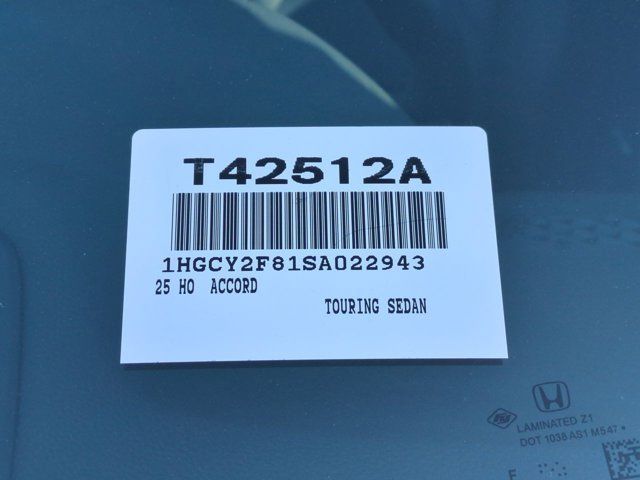 T42512A
1HGCY2F81SA022943
25 HO ACCORD
TOURING SEDAN
LAMINATED Z1
DOT 1038 AS1 M547
F